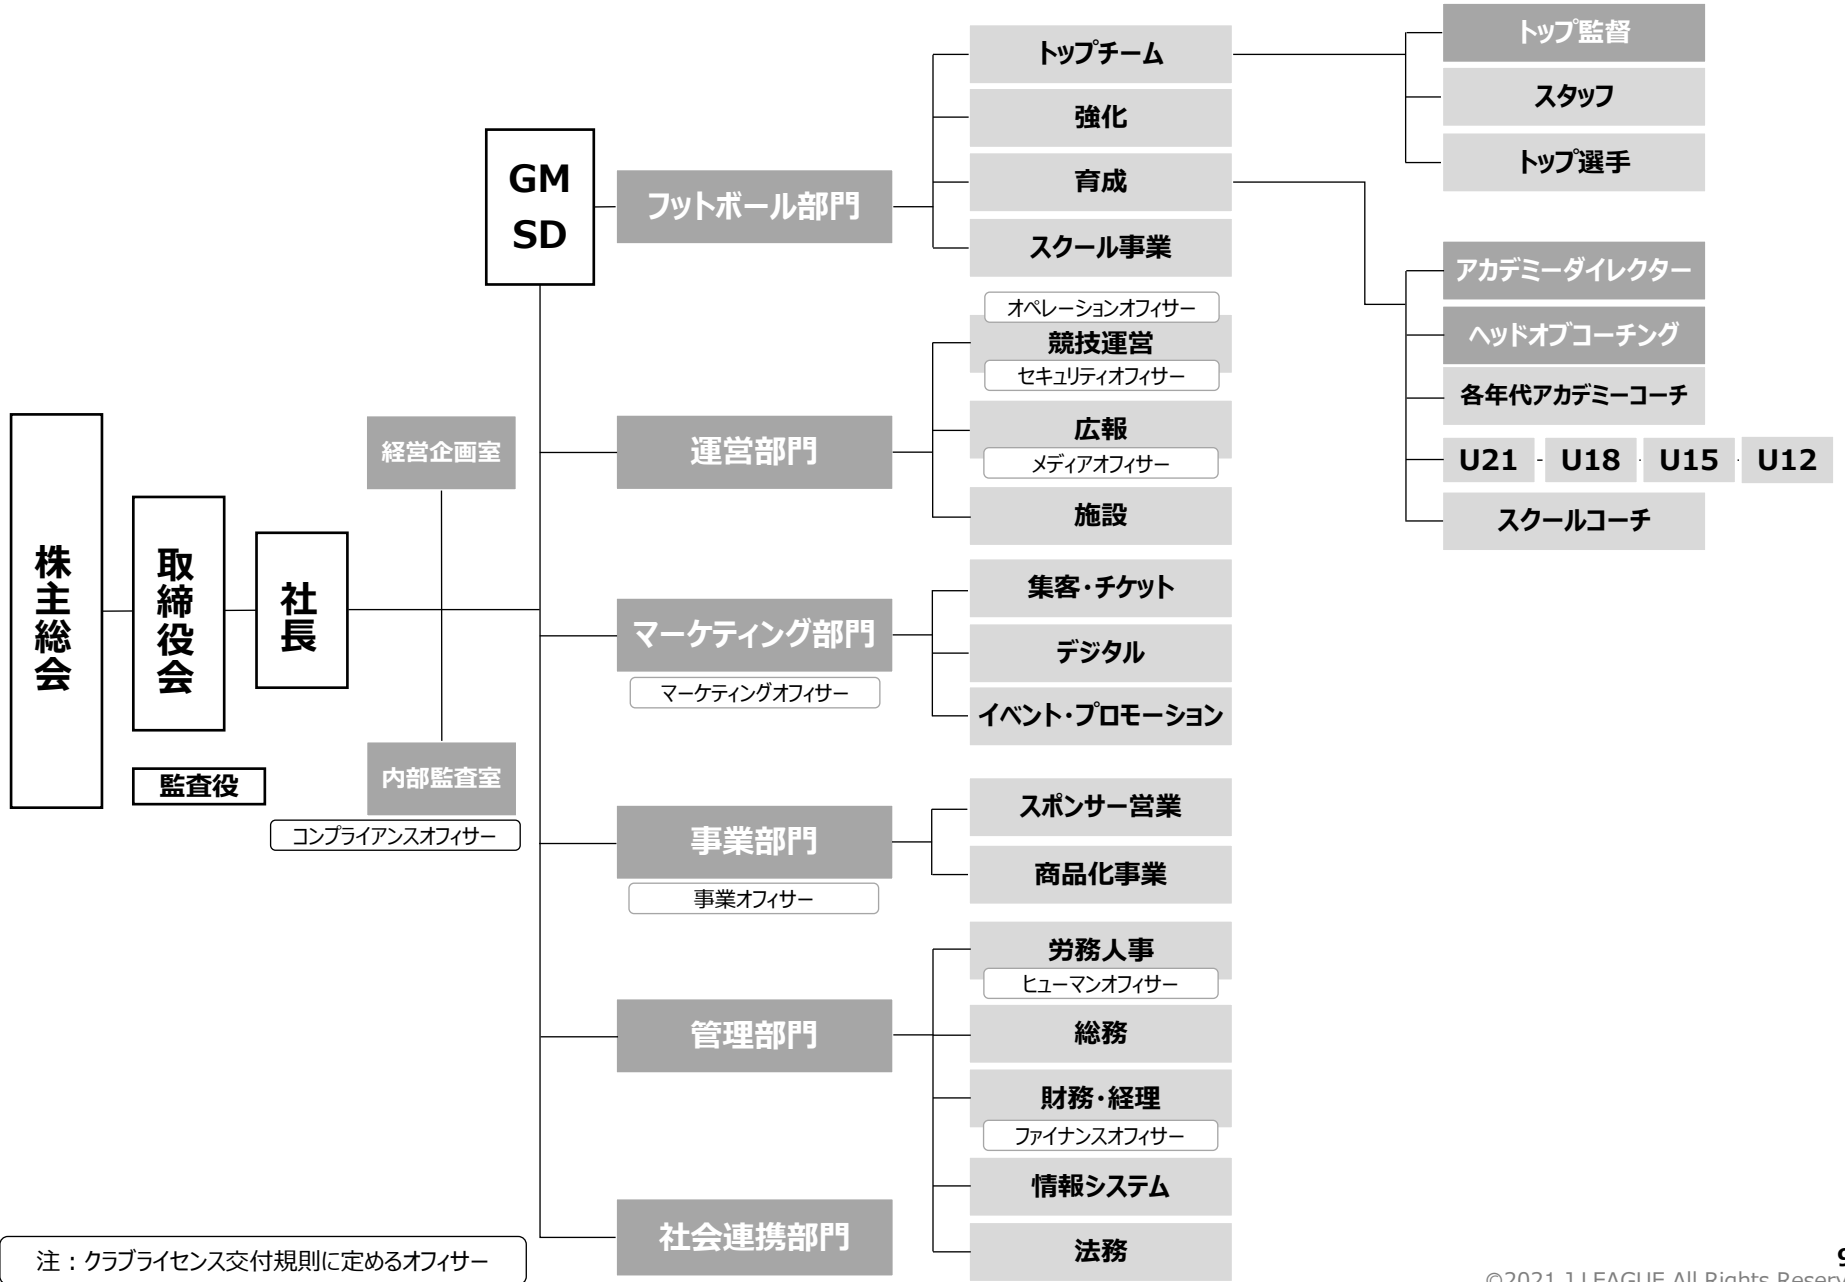 株主総会
取締役会
監査役
社長
経営企画室
内部監査室
コンプライアンスオフィサー
GM
SD
フットボール部門
トップチーム
強化
育成
スクール事業
トップ監督
スタッフ
トップ選手
アカデミーダイレクター
ヘッドオブコーチング
各年代アカデミーコーチ
U21 - U18 U15 U12
スクールコーチ
運営部門
オペレーションオフィサー
競技運営
セキュリティオフィサー
広報
メディアオフィサー
施設
マーケティング部門
マーケティングオフィサー
集客・チケット
デジタル
イベント・プロモーション
事業部門
事業オフィサー
スポンサー営業
商品化事業
管理部門
労務人事
ヒューマンオフィサー
総務
財務・経理
ファイナンスオフィサー
情報システム
法務
社会連携部門
注：クラブライセンス交付規則に定めるオフィサー